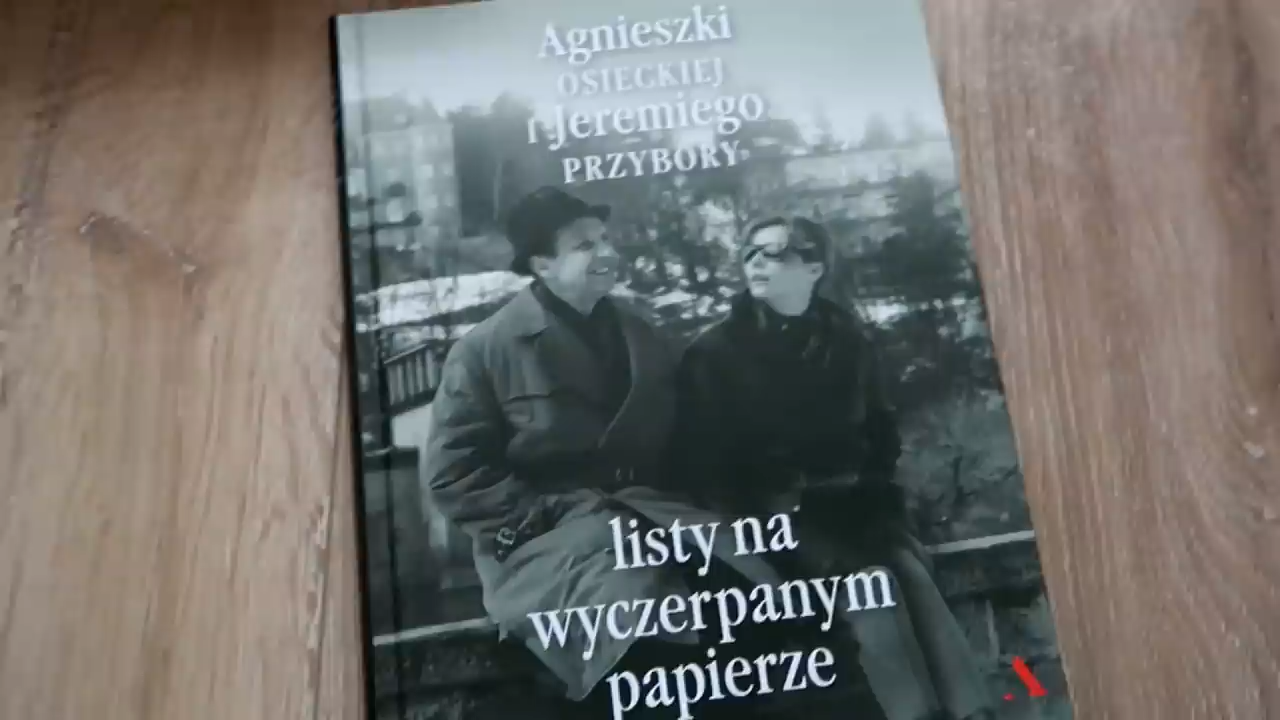 Agnieszki
OSIECKIEJ
i Jeremiego
PRZYBORY
listy na
wyczerpanym
papierze